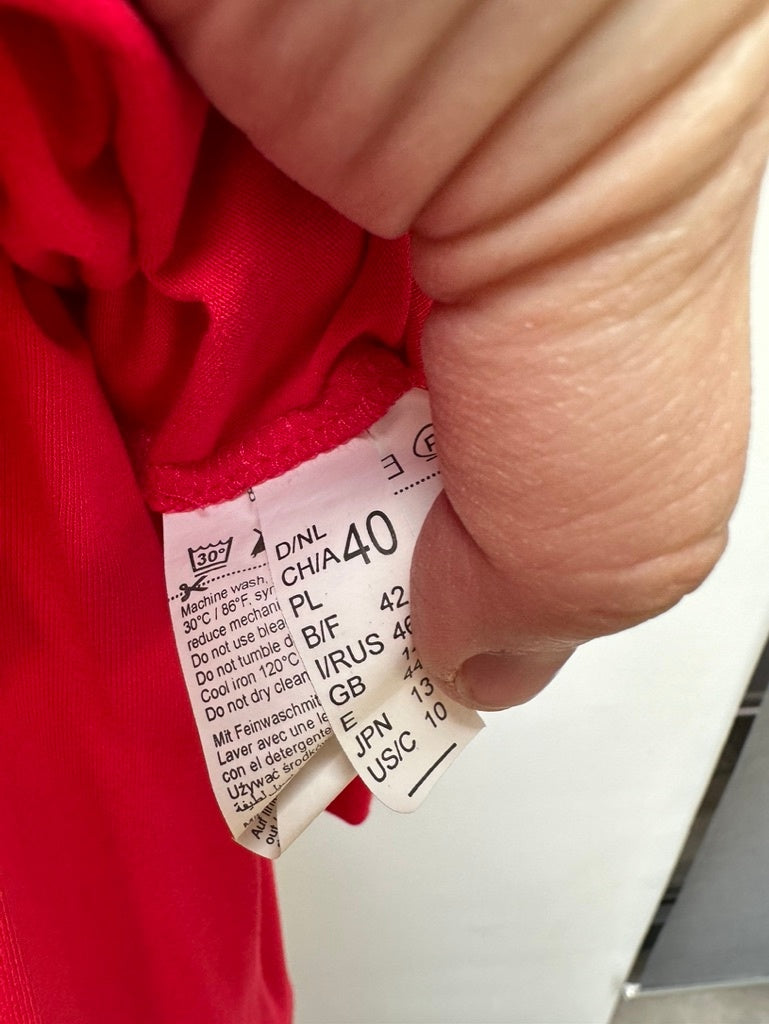 30°
Machine wash,
30°C / 86°F, syn
reduce mechani
Do not use blea
Do not tumble d
Cool iron 120°C
Do not dry clean
Mit Feinwaschmit
Laver avec une le
con el detergente
Używać środkó
Auf
out
D/NL
CH/A 40
PL
B/F 42
I/RUS 46
GB
E 44
JPN 13
US/C 10